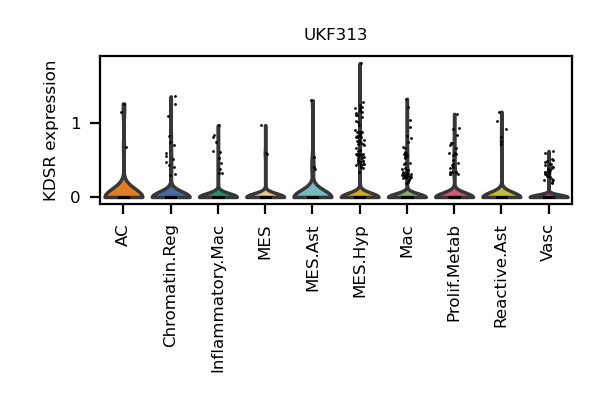 UKF313
KDSR expression
1
0
AC
Chromatin.Reg
Inflammatory.Mac
MES
MES.Ast
MES.Hyp
Mac
Prolif.Metab
Reactive.Ast
Vasc